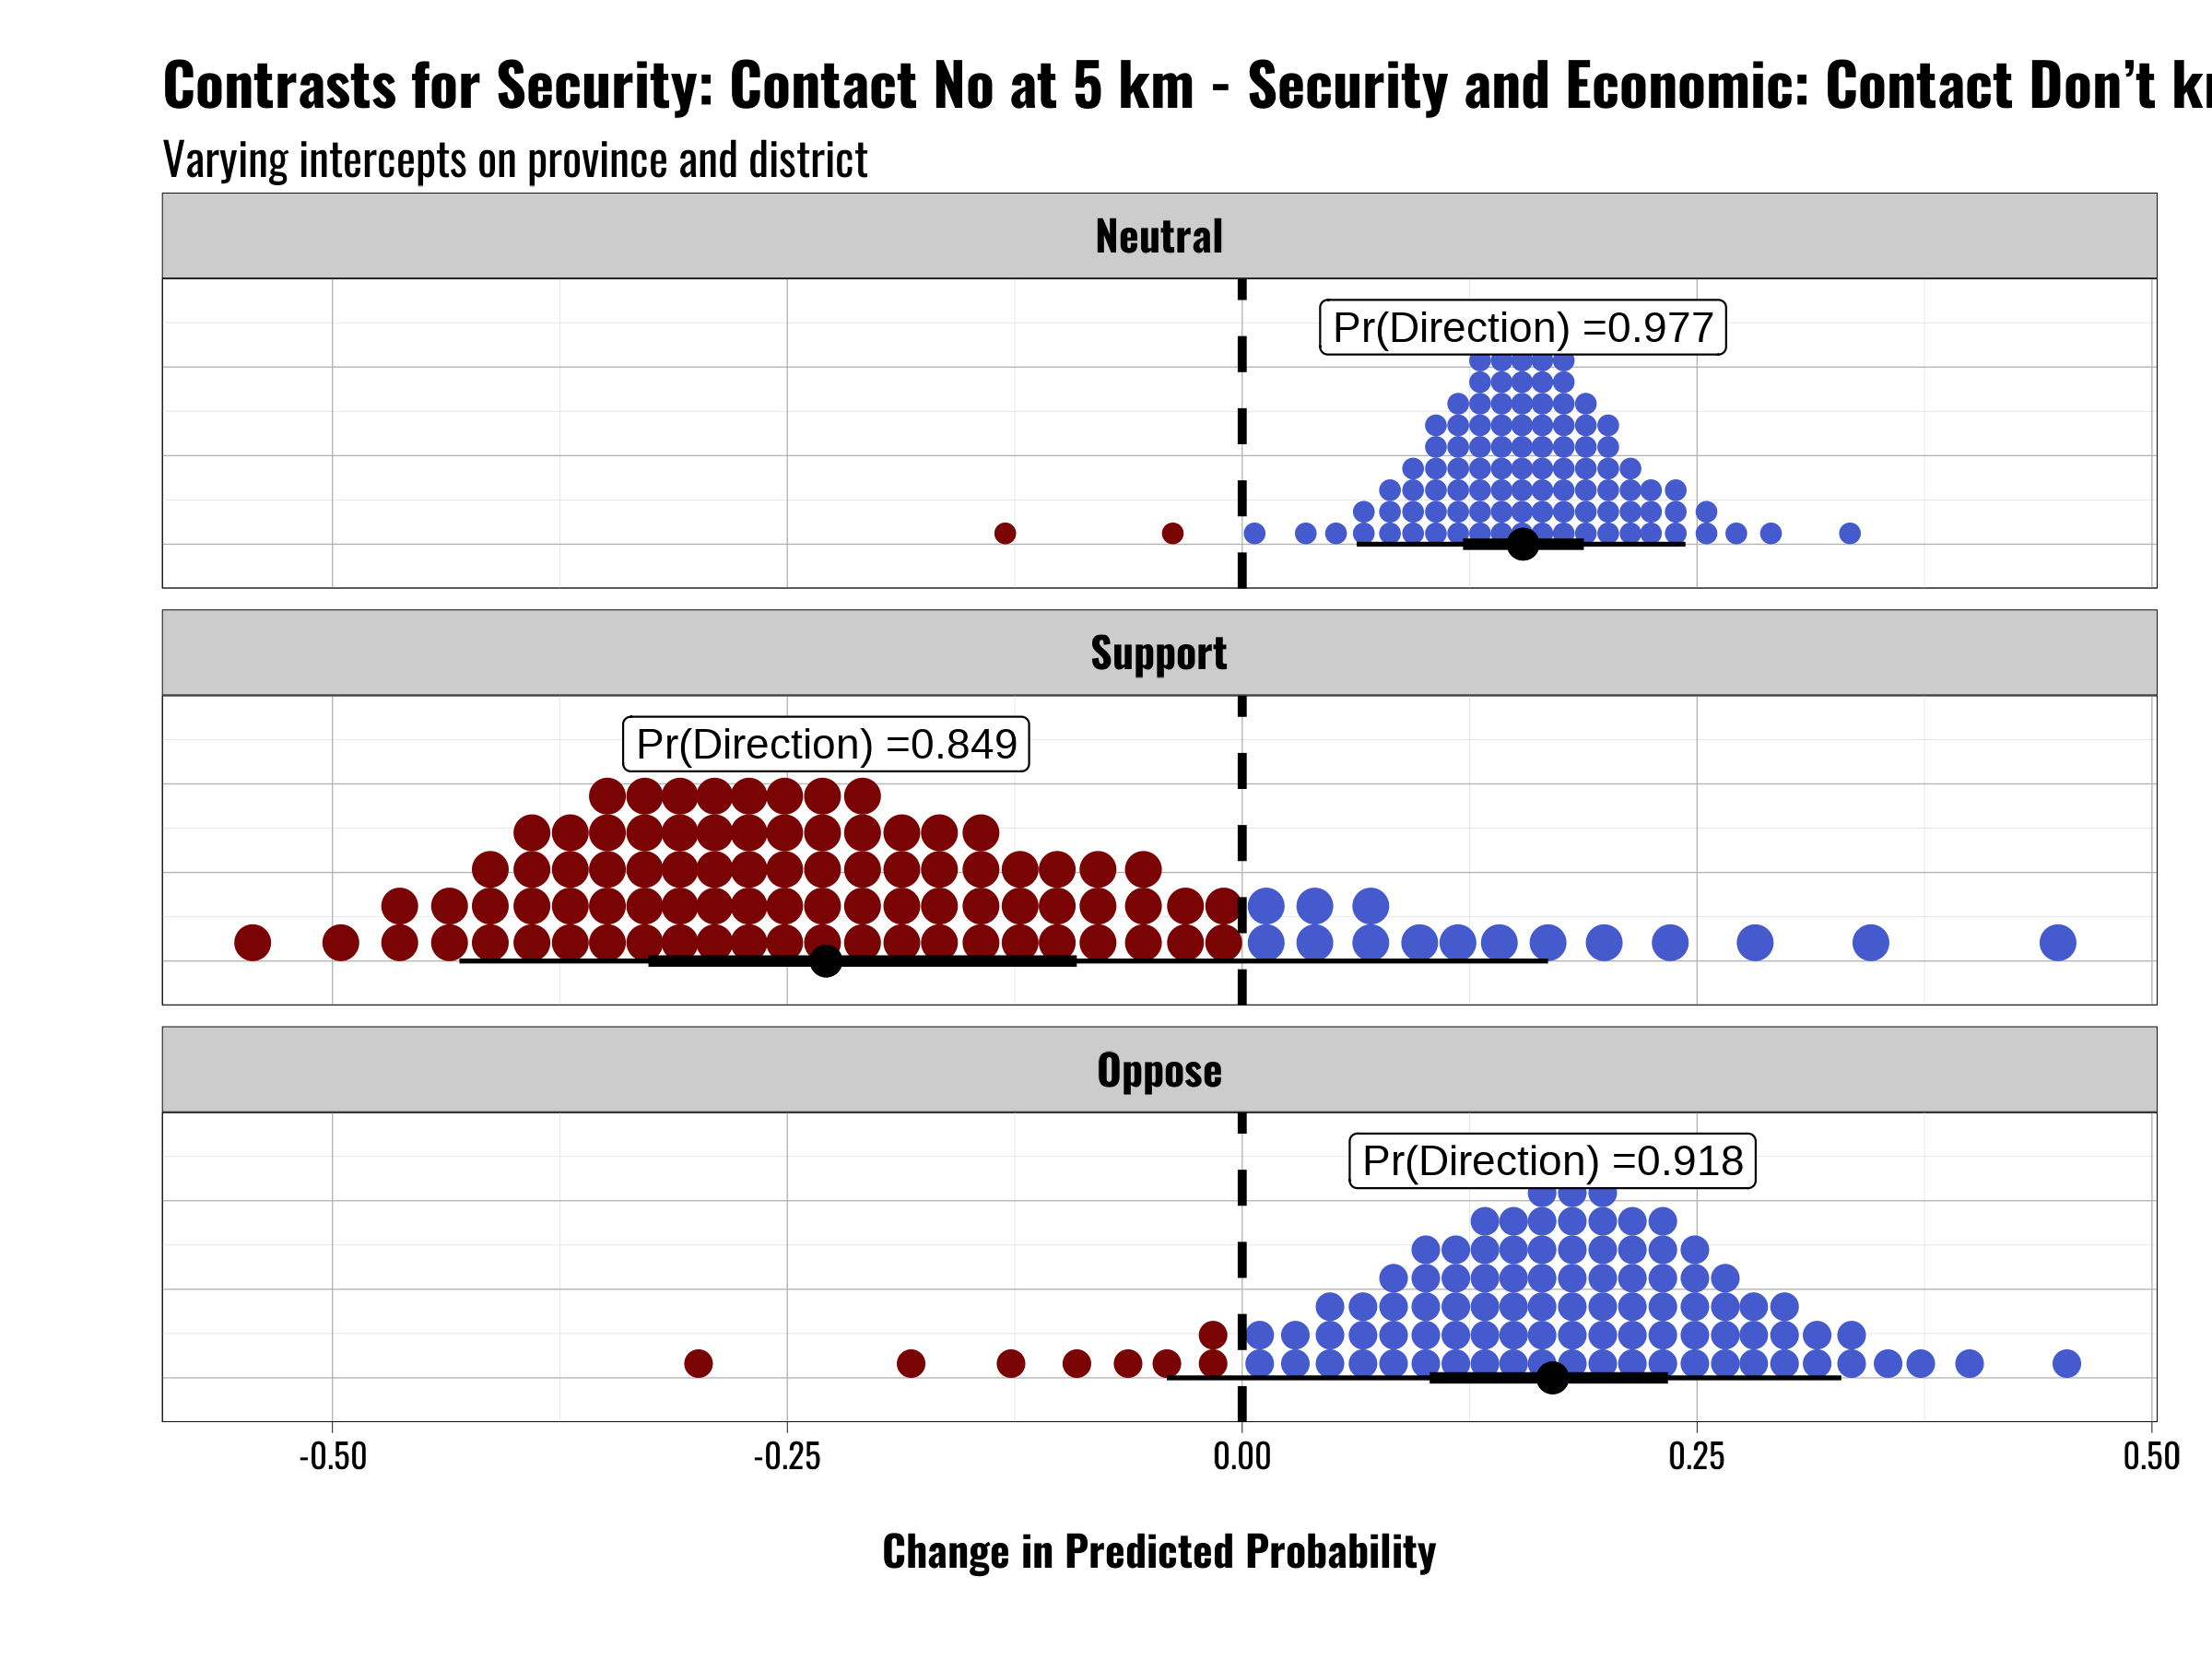 Contrasts for Security: Contact No at 5 km - Security and Economic: Contact Don’t
Varying intercepts on province and district
Neutral
Pr(Direction) =0.977
Support
Pr(Direction) =0.849
Oppose
Pr(Direction) =0.918
-0.50 -0.25 0.00 0.25 0.50
Change in Predicted Probability